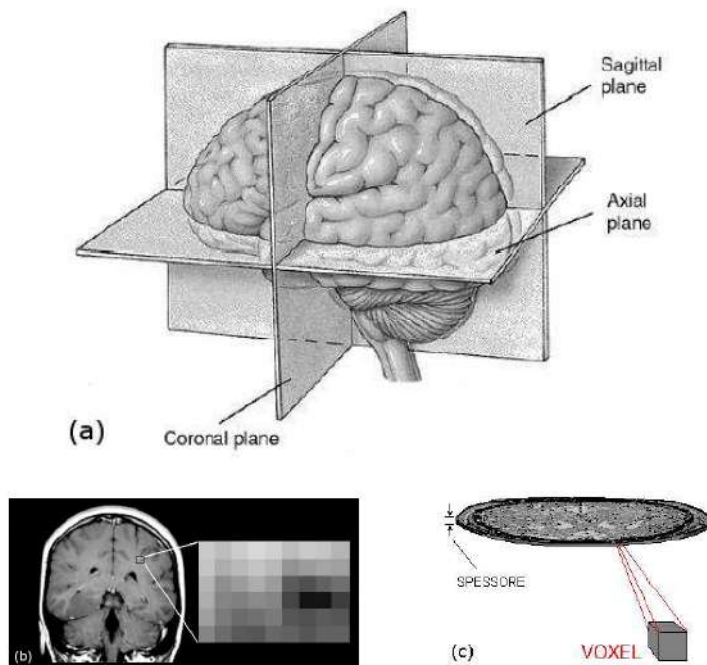 Sagittal
plane
Axial
plane
(a)
Coronal plane
(b)
SPESSORE
(c)
VOXEL